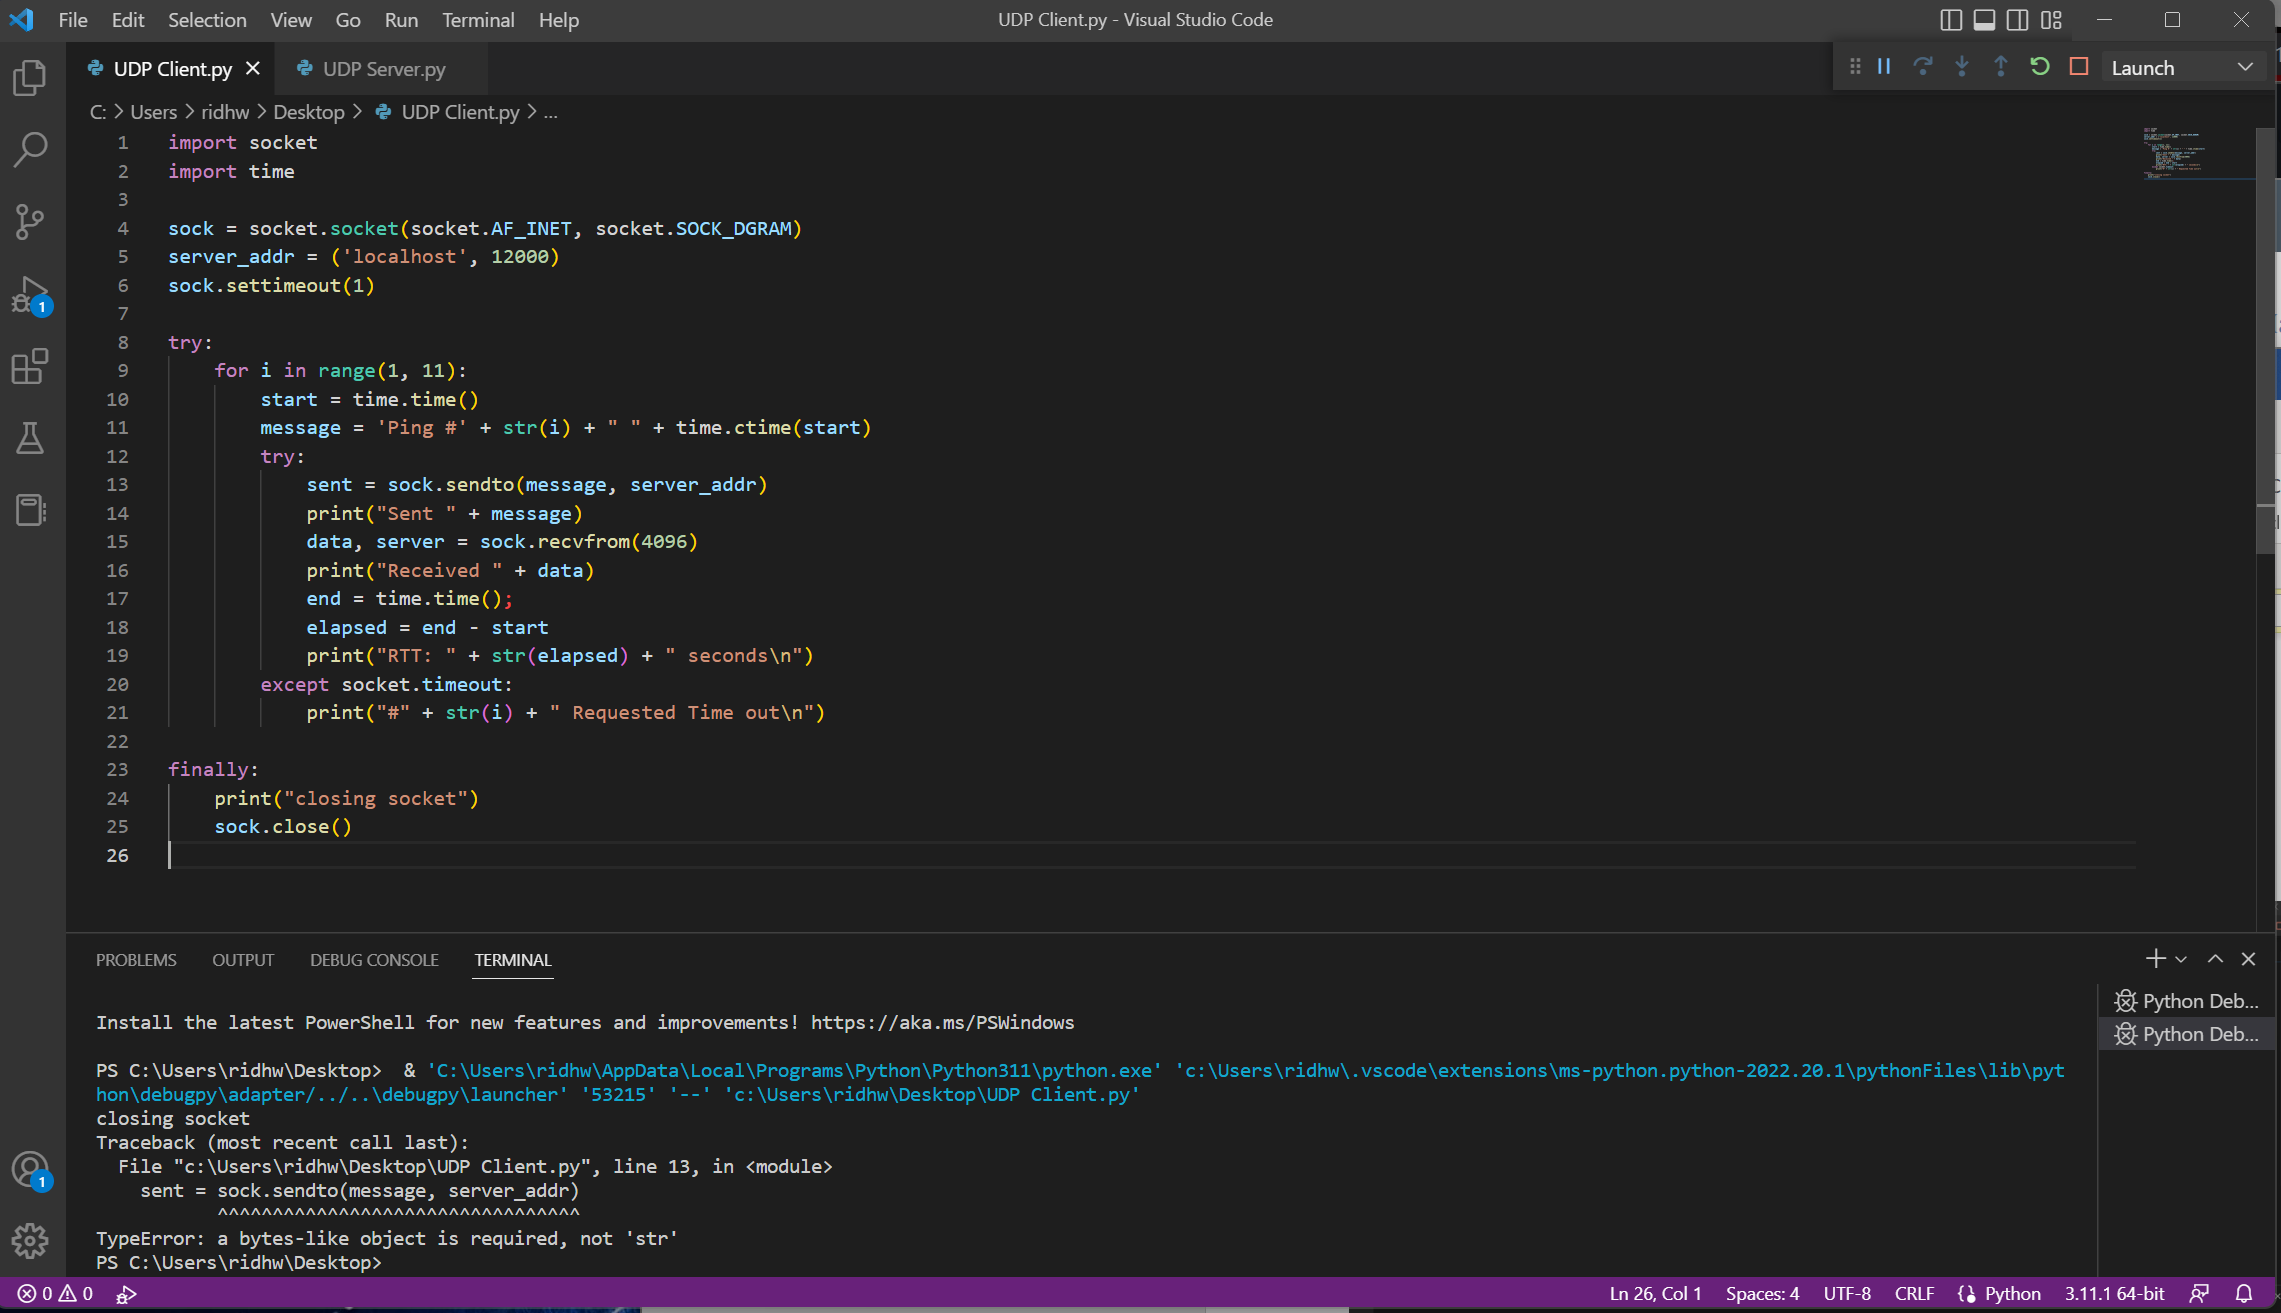 File Edit Selection View Go Run Terminal Help UDP Client.py - Visual Studio Code
UDP Client.py UDP Server.py Launch
C: > Users > ridhw > Desktop > UDP Client.py > ...
1 import socket
2 import time
3
4 sock = socket.socket(socket.AF_INET, socket.SOCK_DGRAM)
5 server_addr = ('localhost', 12000)
6 sock.settimeout(1)
7
8 try:
9     for i in range(1, 11):
10         start = time.time()
11         message = 'Ping #' + str(i) + " " + time.ctime(start)
12         try:
13             sent = sock.sendto(message, server_addr)
14             print("Sent " + message)
15             data, server = sock.recvfrom(4096)
16             print("Received " + data)
17             end = time.time();
18             elapsed = end - start
19             print("RTT: " + str(elapsed) + " seconds\n")
20         except socket.timeout:
21             print("#" + str(i) + " Requested Time out\n")
22
23 finally:
24     print("closing socket")
25     sock.close()
26
1
PROBLEMS OUTPUT DEBUG CONSOLE TERMINAL
Python Deb...
Python Deb...
Install the latest PowerShell for new features and improvements! https://aka.ms/PSWindows
PS C:\Users\ridhw\Desktop>  & 'C:\Users\ridhw\AppData\Local\Programs\Python\Python311\python.exe' 'c:\Users\ridhw\.vscode\extensions\ms-python.python-2022.20.1\pythonFiles\lib\pyt
hon\debugpy\adapter/../..\debugpy\launcher' '53215' '--' 'c:\Users\ridhw\Desktop\UDP Client.py'
closing socket
Traceback (most recent call last):
  File "c:\Users\ridhw\Desktop\UDP Client.py", line 13, in <module>
    sent = sock.sendto(message, server_addr)
           ^^^^^^^^^^^^^^^^^^^^^^^^^^^^^^^^^
TypeError: a bytes-like object is required, not 'str'
PS C:\Users\ridhw\Desktop>
1
0 0 Ln 26, Col 1 Spaces: 4 UTF-8 CRLF Python 3.11.1 64-bit